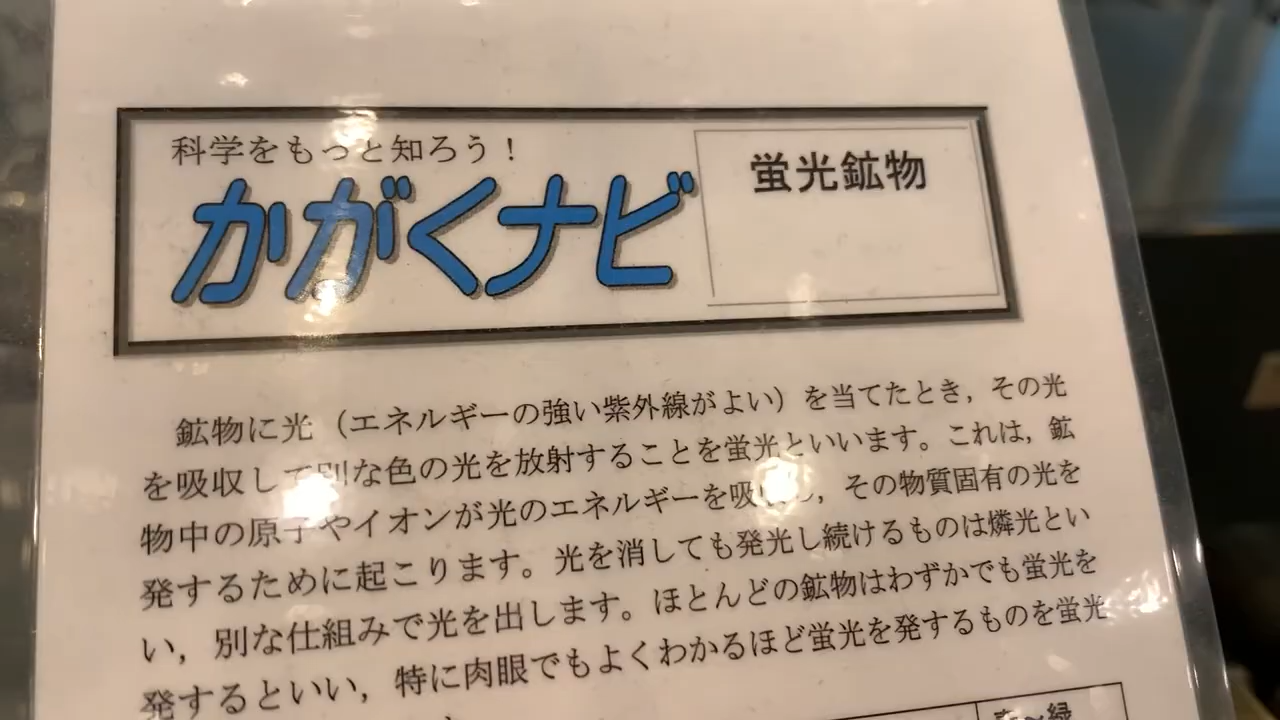 科学をもっと知ろう！
かがくナビ
蛍光鉱物
鉱物に光（エネルギーの強い紫外線がよい）を当てたとき，その光
を吸収して別な色の光を放射することを蛍光といいます。これは，鉱
物中の原子やイオンが光のエネルギーを吸収し，その物質固有の光を
発するために起こります。光を消しても発光し続けるものは燐光とい
い，別な仕組みで光を出します。ほとんどの鉱物はわずかでも蛍光を
発するといい，特に肉眼でもよくわかるほど蛍光を発するものを蛍光
～緑